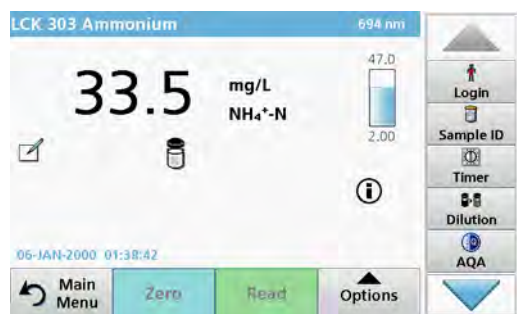 LCK 303 Ammonium 694 nm
47.0
33.5 mg/L
NH₄⁺-N
2.00
06-JAN-2000 01:38:42
Main Menu
Zero
Read
Options
Login
Sample ID
Timer
Dilution
AQA